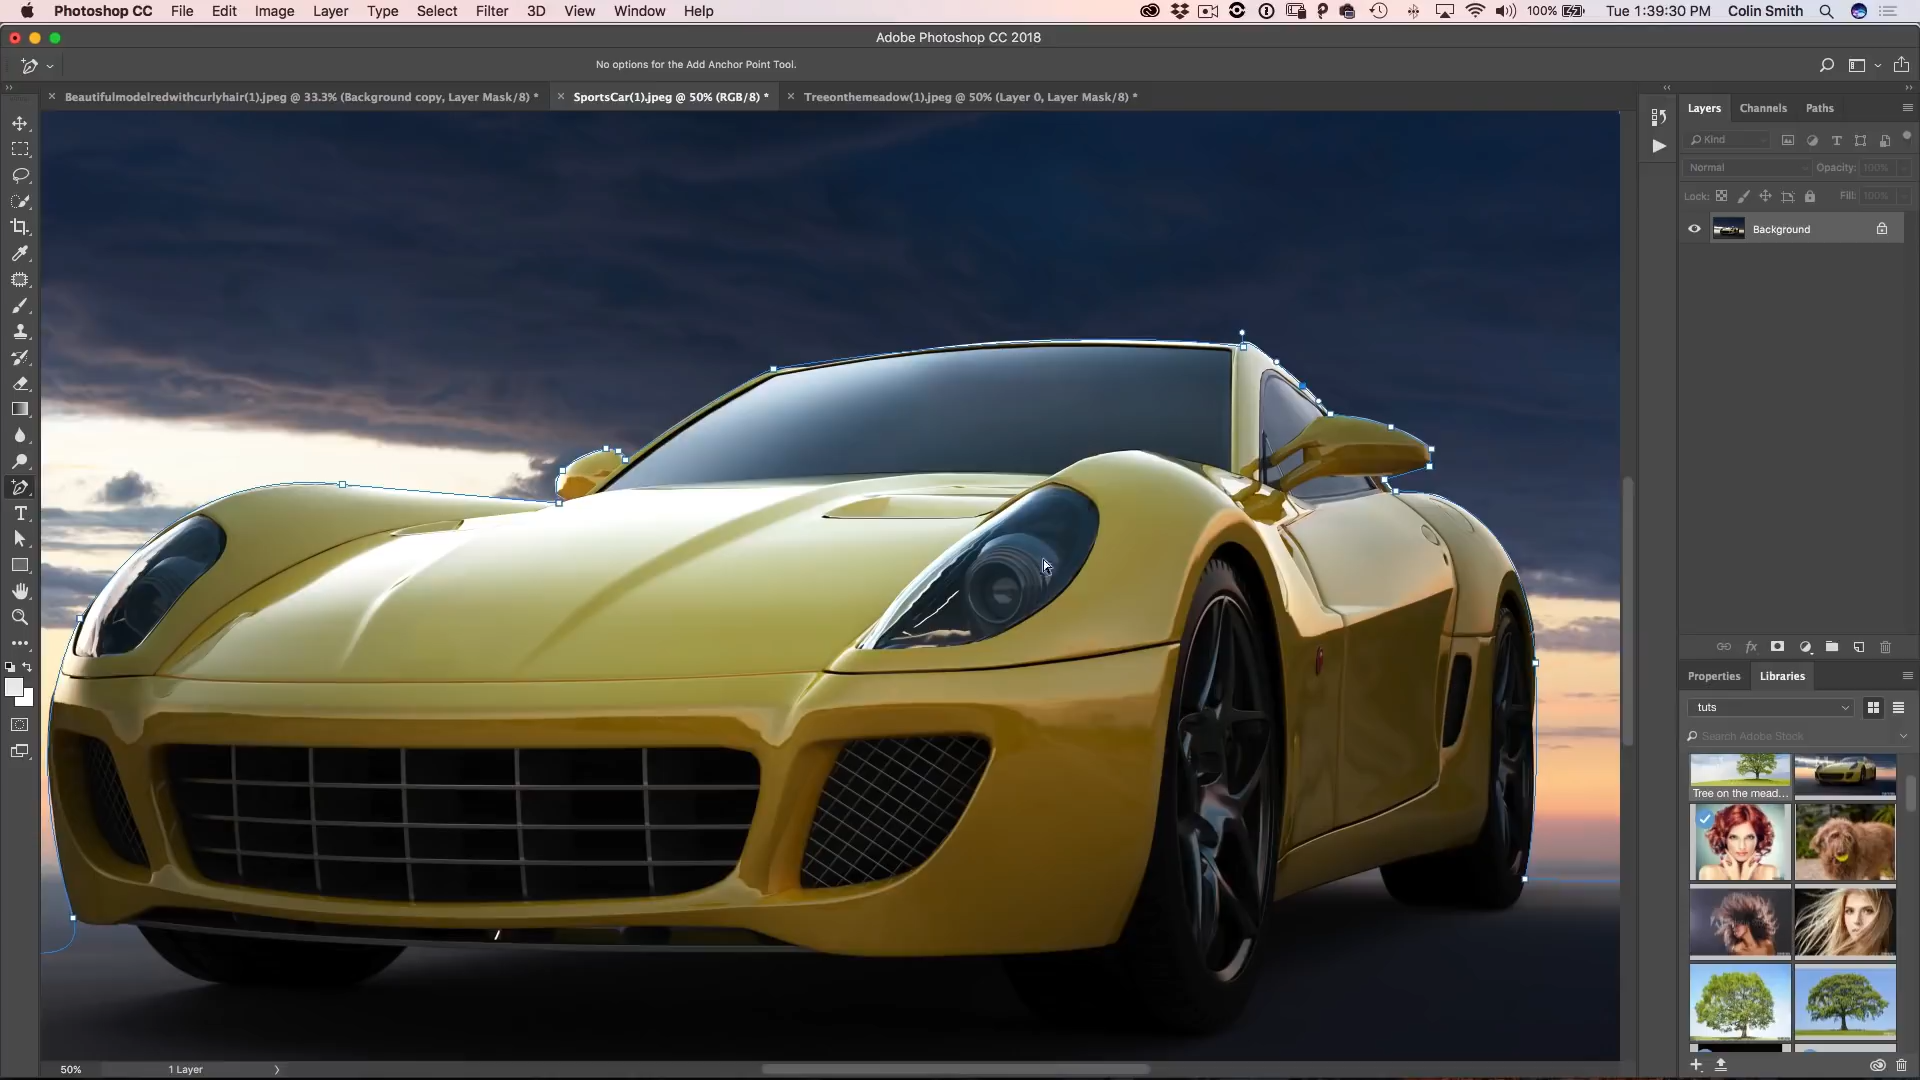 Photoshop CC File Edit Image Layer Type Select Filter 3D View Window Help 100% Tue 1:39:30 PM Colin Smith
Adobe Photoshop CC 2018
No options for the Add Anchor Point Tool.
Beautifulmodelredwithcurlyhair(1).jpeg @ 33.3% (Background copy, Layer Mask/8) * SportsCar(1).jpeg @ 50% (RGB/8) * Treeonthemeadow(1).jpeg @ 50% (Layer 0, Layer Mask/8) *
Layers Channels Paths
Kind
Normal Opacity: 100%
Lock: Fill: 100%
Background
fx
Properties Libraries
tuts
Search Adobe Stock
Tree on the mead...
50% 1 Layer